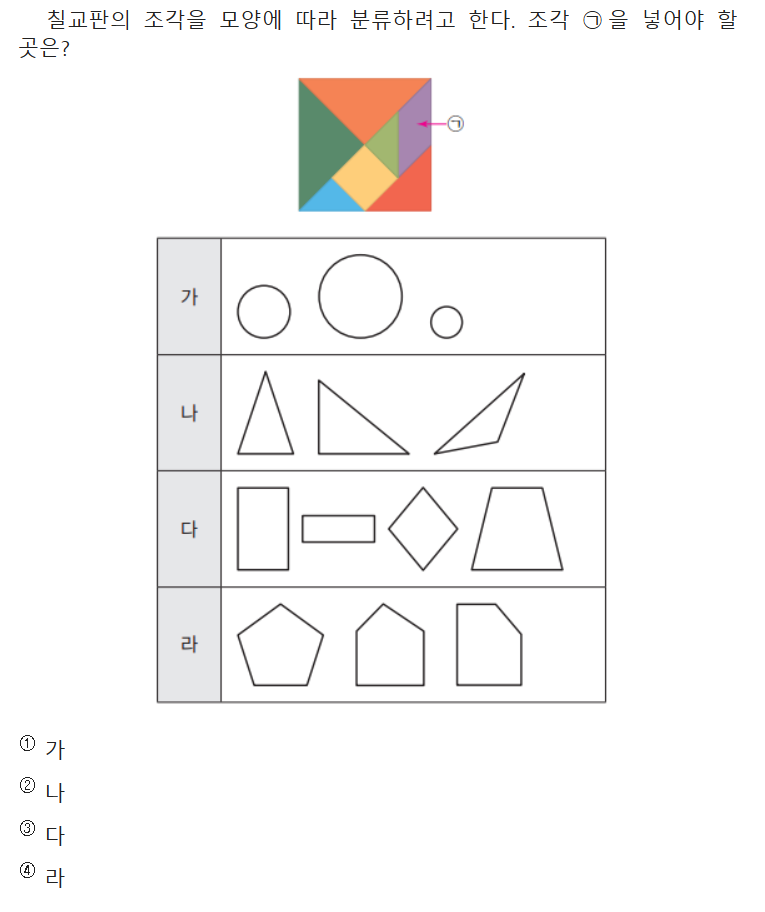 칠교판의 조각을 모양에 따라 분류하려고 한다. 조각 ㉠을 넣어야 할
곳은?
㉠
가
나
다
라
① 가
② 나
③ 다
④ 라